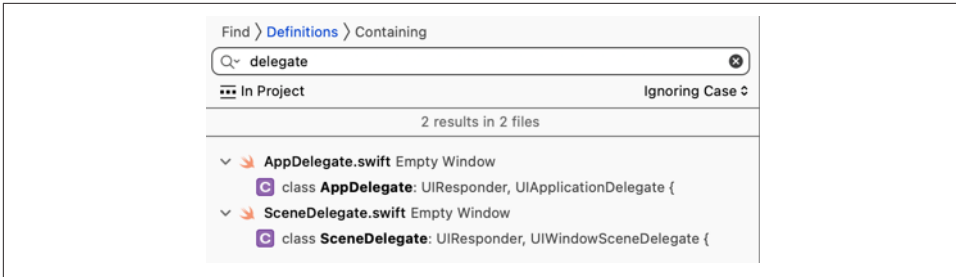 Find 〉 Definitions 〉 Containing
delegate
In Project Ignoring Case
2 results in 2 files
AppDelegate.swift Empty Window
C class AppDelegate: UIResponder, UIApplicationDelegate {
SceneDelegate.swift Empty Window
C class SceneDelegate: UIResponder, UIWindowSceneDelegate {